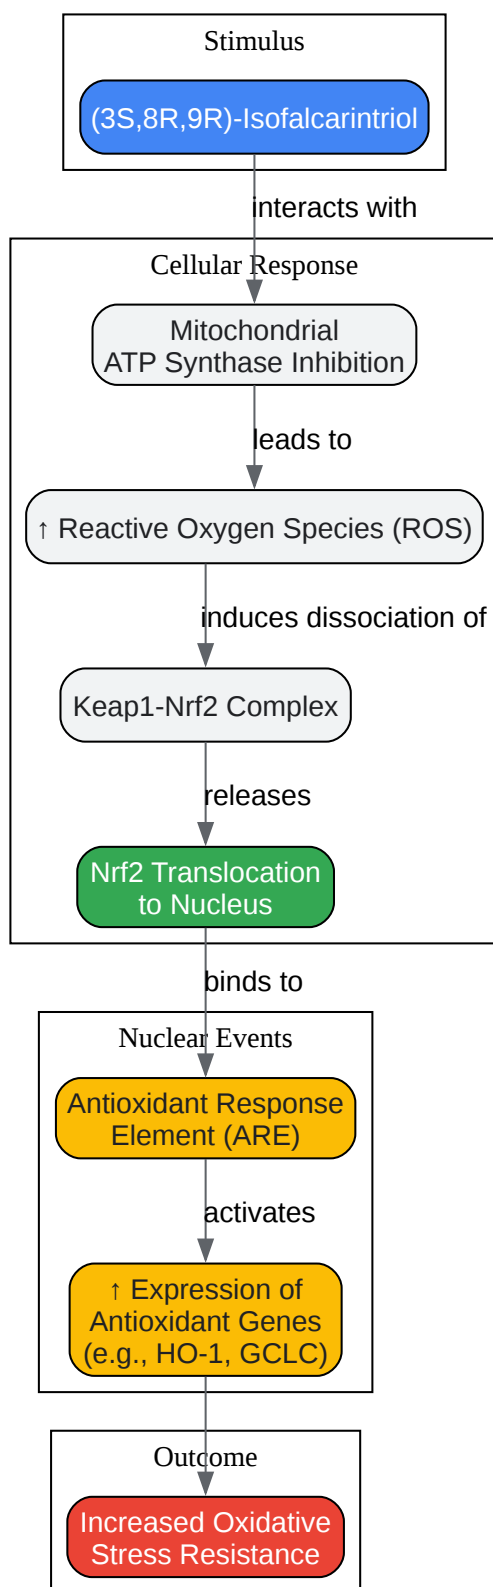 Stimulus
(3S,8R,9R)-Isofalcarintriol
interacts with
Cellular Response
Mitochondrial
ATP Synthase Inhibition
leads to
↑ Reactive Oxygen Species (ROS)
induces dissociation of
Keap1-Nrf2 Complex
releases
Nrf2 Translocation
to Nucleus
binds to
Nuclear Events
Antioxidant Response
Element (ARE)
activates
↑ Expression of
Antioxidant Genes
(e.g., HO-1, GCLC)
Outcome
Increased Oxidative
Stress Resistance